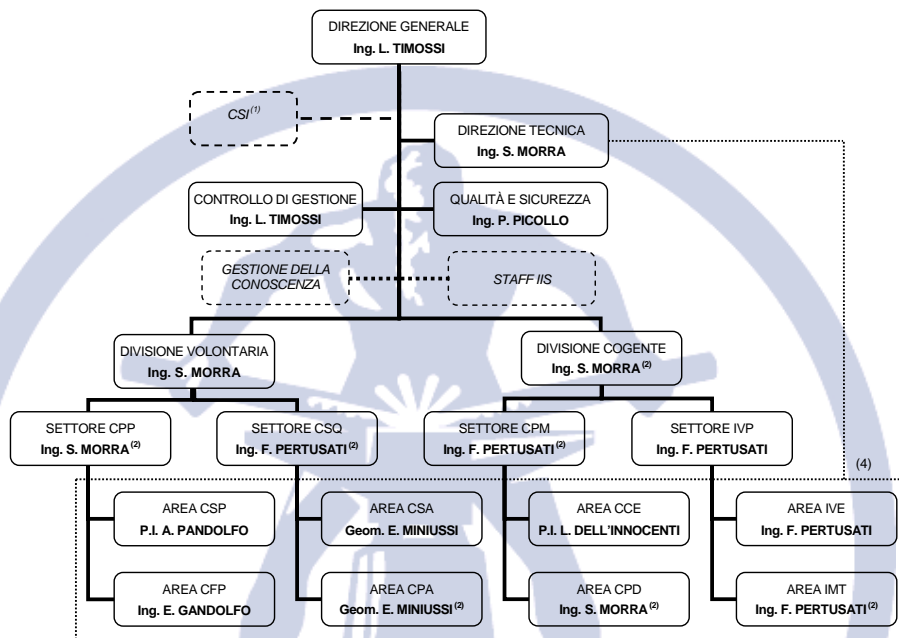 DIREZIONE GENERALE
Ing. L. TIMOSSI
CSI (1)
DIREZIONE TECNICA
Ing. S. MORRA
CONTROLLO DI GESTIONE
Ing. L. TIMOSSI
QUALITÀ E SICUREZZA
Ing. P. PICOLLO
GESTIONE DELLA
CONOSCENZA
STAFF IIS
DIVISIONE VOLONTARIA
Ing. S. MORRA
DIVISIONE COGENTE
Ing. S. MORRA (2)
SETTORE CPP
Ing. S. MORRA (2)
SETTORE CSQ
Ing. F. PERTUSATI (2)
SETTORE CPM
Ing. F. PERTUSATI (2)
SETTORE IVP
Ing. F. PERTUSATI
(4)
AREA CSP
P.I. A. PANDOLFO
AREA CSA
Geom. E. MINIUSSI
AREA CCE
P.I. L. DELL'INNOCENTI
AREA IVE
Ing. F. PERTUSATI
AREA CFP
Ing. E. GANDOLFO
AREA CPA
Geom. E. MINIUSSI (2)
AREA CPD
Ing. S. MORRA (2)
AREA IMT
Ing. F. PERTUSATI (2)